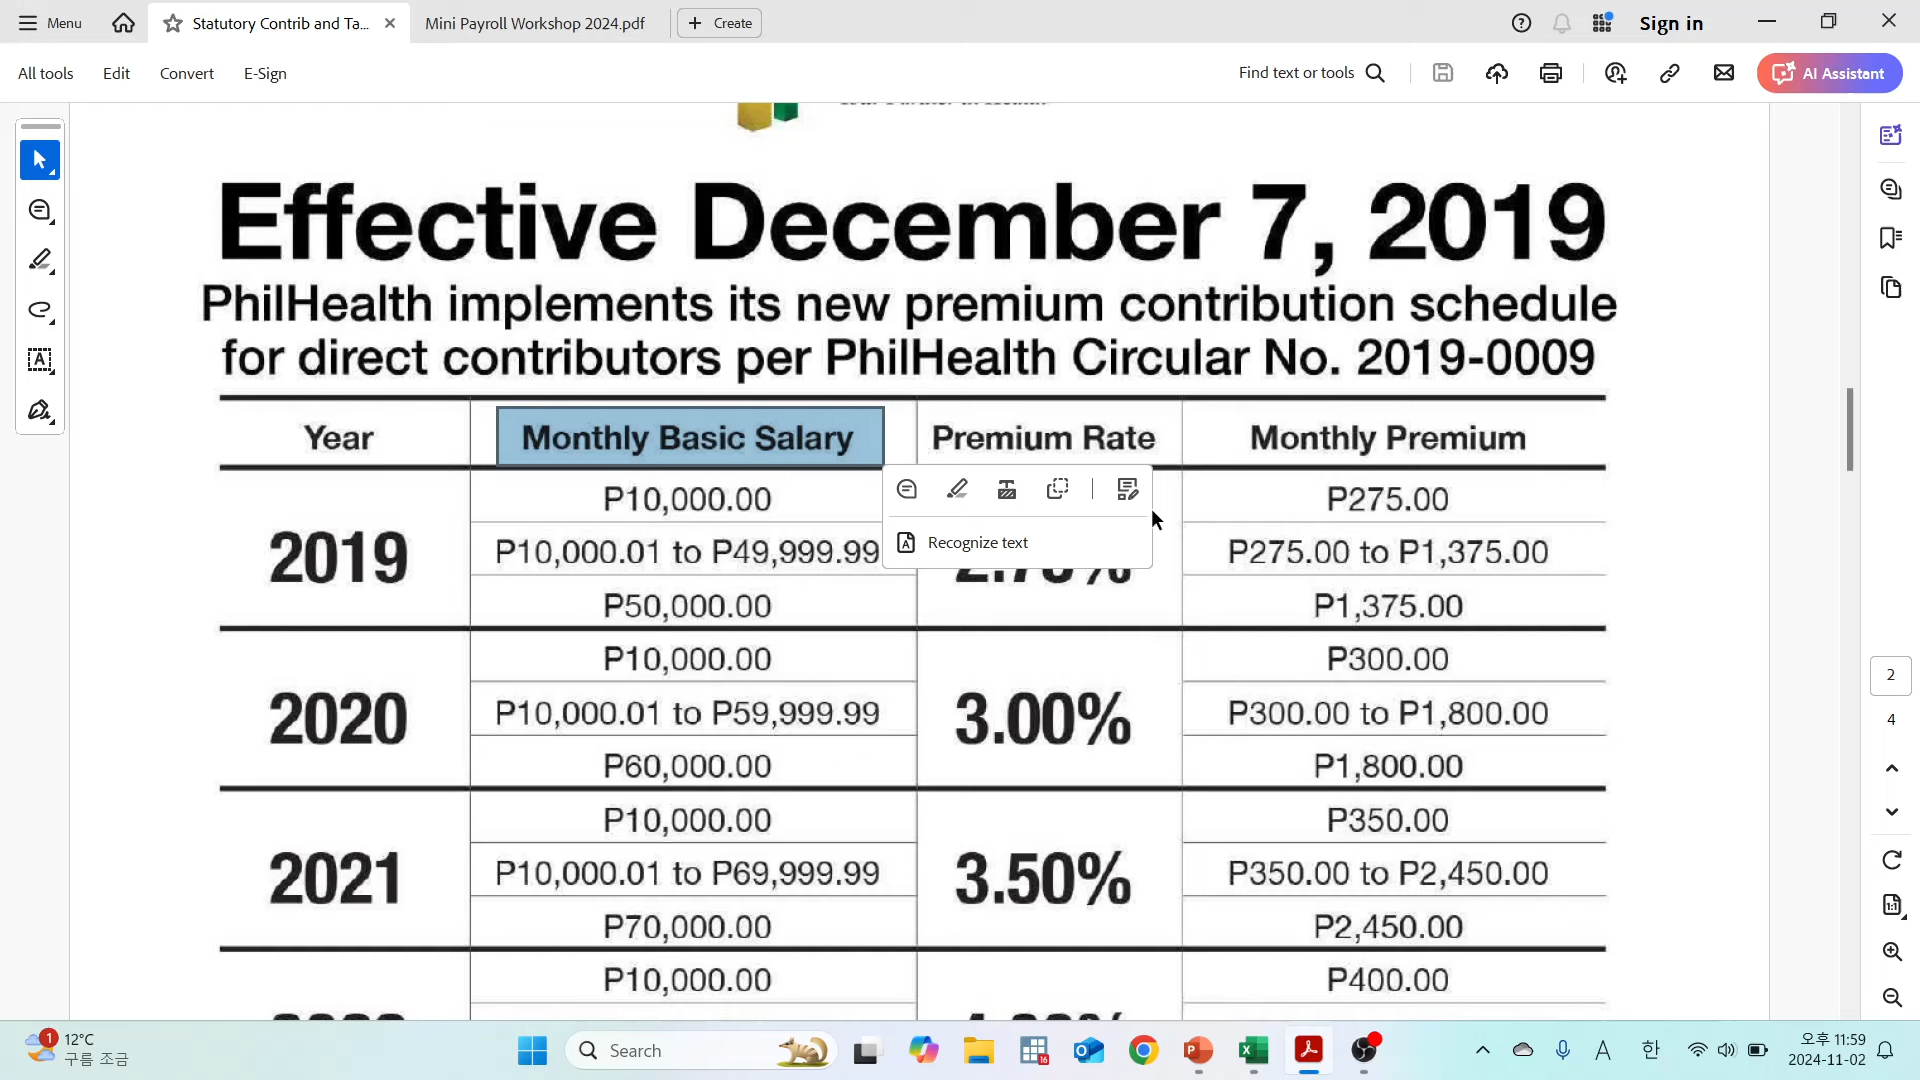 Menu
Statutory Contrib and Ta...
Mini Payroll Workshop 2024.pdf
Create
Sign in
All tools
Edit
Convert
E-Sign
Find text or tools
AI Assistant
Effective December 7, 2019
PhilHealth implements its new premium contribution schedule
for direct contributors per PhilHealth Circular No. 2019-0009
Year Monthly Basic Salary Premium Rate Monthly Premium
P10,000.00 P275.00
2019 P10,000.01 to P49,999.99 P275.00 to P1,375.00
P50,000.00 P1,375.00
Recognize text
P10,000.00 P300.00
2020 P10,000.01 to P59,999.99 3.00% P300.00 to P1,800.00
P60,000.00 P1,800.00
P10,000.00 P350.00
2021 P10,000.01 to P69,999.99 3.50% P350.00 to P2,450.00
P70,000.00 P2,450.00
P10,000.00 P400.00
2
4
1
12°C
구름 조금
Search
16
A
한
오후 11:59
2024-11-02